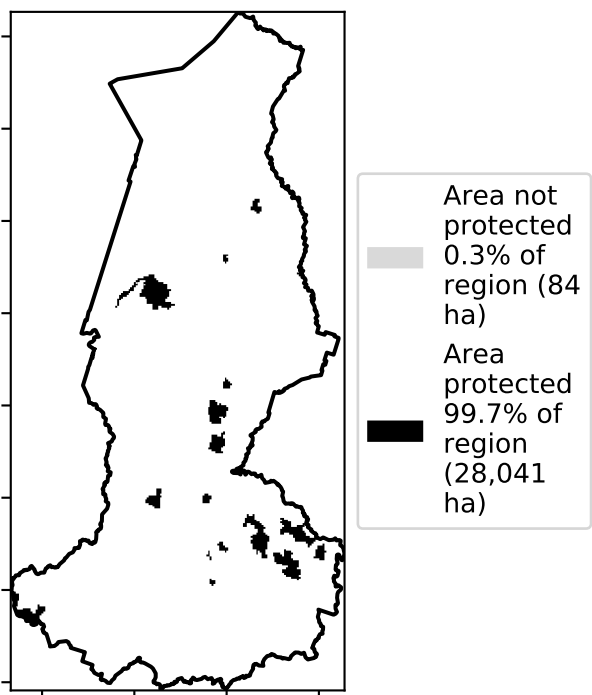 Area not
protected
0.3% of
region (84
ha)
Area
protected
99.7% of
region
(28,041
ha)